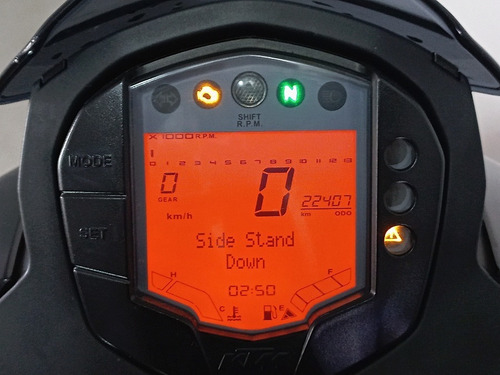 N
SHIFT
R.P.M.
X 1000 R.P.M.
0 1 2 3 4 5 6 7 8 9 10 11 12 13
MODE
0
GEAR
0
22407
km ODO
km/h
SET
Side Stand
Down
H
F
02:50
C
E
KTM